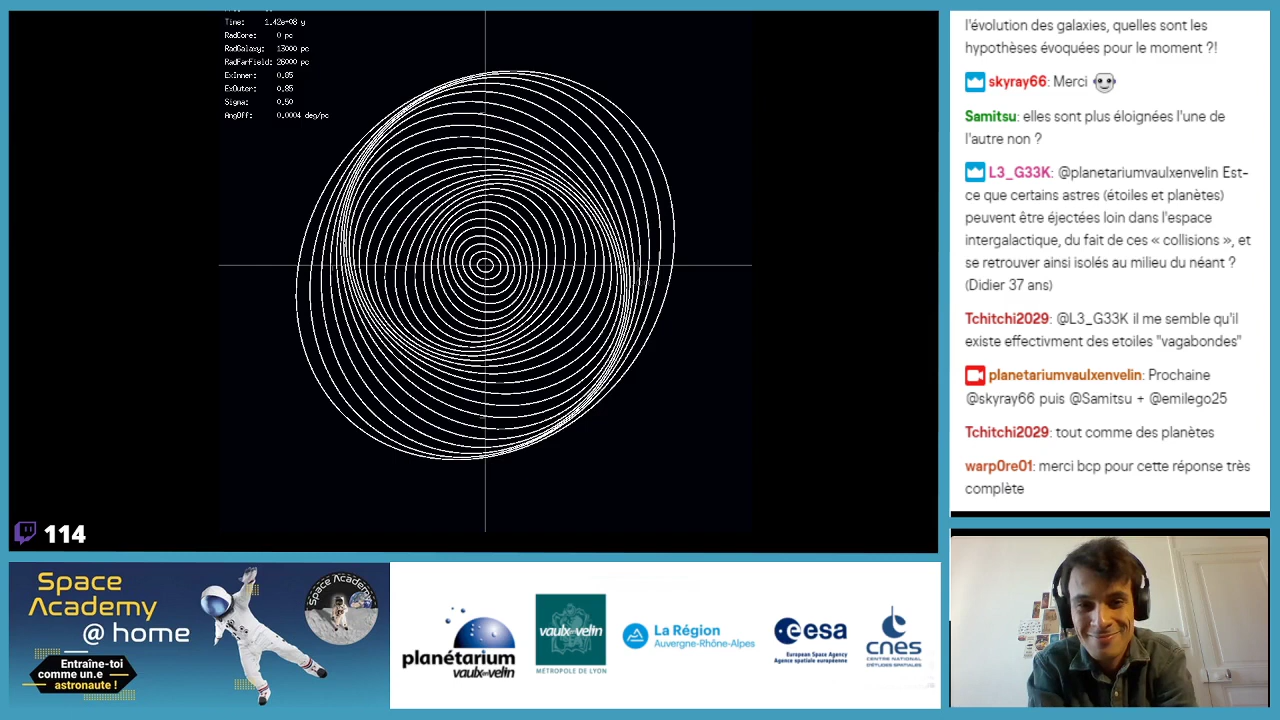 Time: 1.42e+08 y
RadCore: 0 pc
RadGalaxy: 13000 pc
RadFarField: 26000 pc
ExInner: 0.85
ExOuter: 0.85
Sigma: 0.50
AngOff: 0.0004 deg/pc
114
l'évolution des galaxies, quelles sont les
hypothèses évoquées pour le moment ?!
skyray66: Merci
Samitsu: elles sont plus éloignées l'une de
l'autre non ?
L3_G33K: @planetariumvaulxenvelin Est-
ce que certains astres (étoiles et planètes)
peuvent être éjectées loin dans l'espace
intergalactique, du fait de ces « collisions », et
se retrouver ainsi isolés au milieu du néant ?
(Didier 37 ans)
Tchitchi2029: @L3_G33K il me semble qu'il
existe effectivment des etoiles "vagabondes"
planetariumvaulxenvelin: Prochaine
@skyray66 puis @Samitsu + @emilego25
Tchitchi2029: tout comme des planètes
warp0re01: merci bcp pour cette réponse très
complète
Space
Academy
@ home
Entraîne-toi
comme un.e
astronaute !
Space Academy
planétarium
vaulx en velin
vaulx en velin
MÉTROPOLE DE LYON
La Région
Auvergne-Rhône-Alpes
esa
European Space Agency
Agence spatiale européenne
cnes
CENTRE NATIONAL
D'ÉTUDES SPATIALES